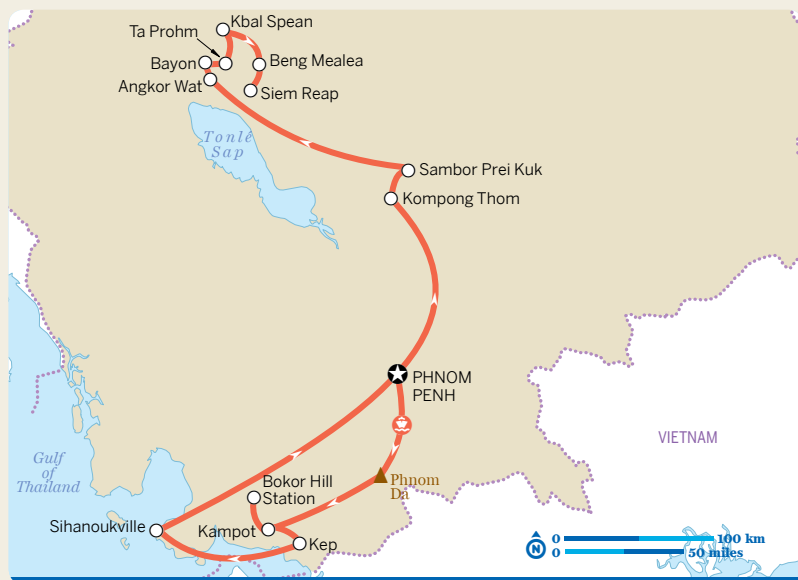 Kbal Spean
Ta Prohm
Bayon
Beng Mealea
Angkor Wat
Siem Reap
Tonlé
Sap
Sambor Prei Kuk
Kompong Thom
PHNOM
PENH
VIETNAM
Gulf
of
Thailand
Phnom
Da
Bokor Hill
Station
Sihanoukville
Kampot
Kep
N
0 100 km
0 50 miles